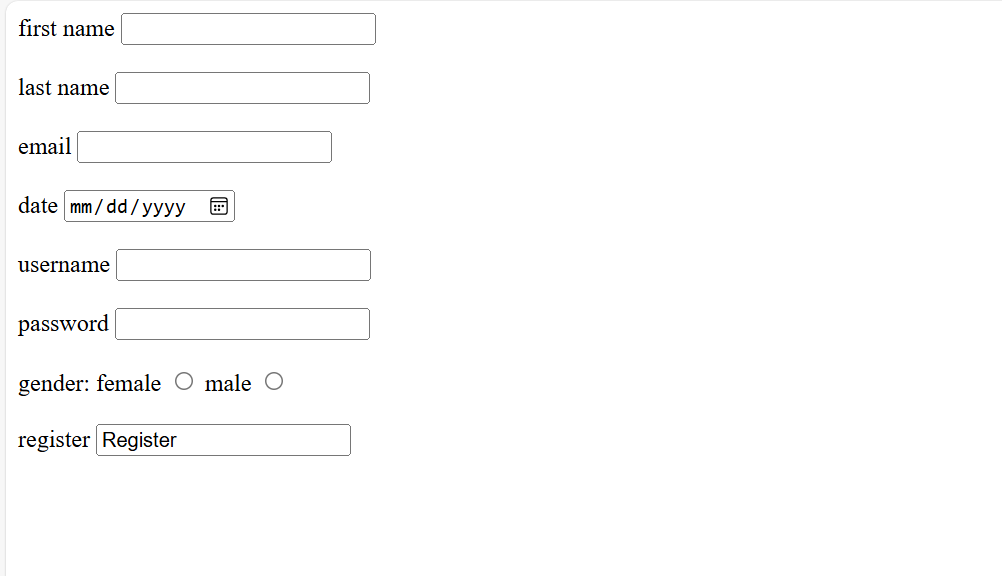 first name
last name
email
date mm/dd/yyyy
username
password
gender: female male
register Register